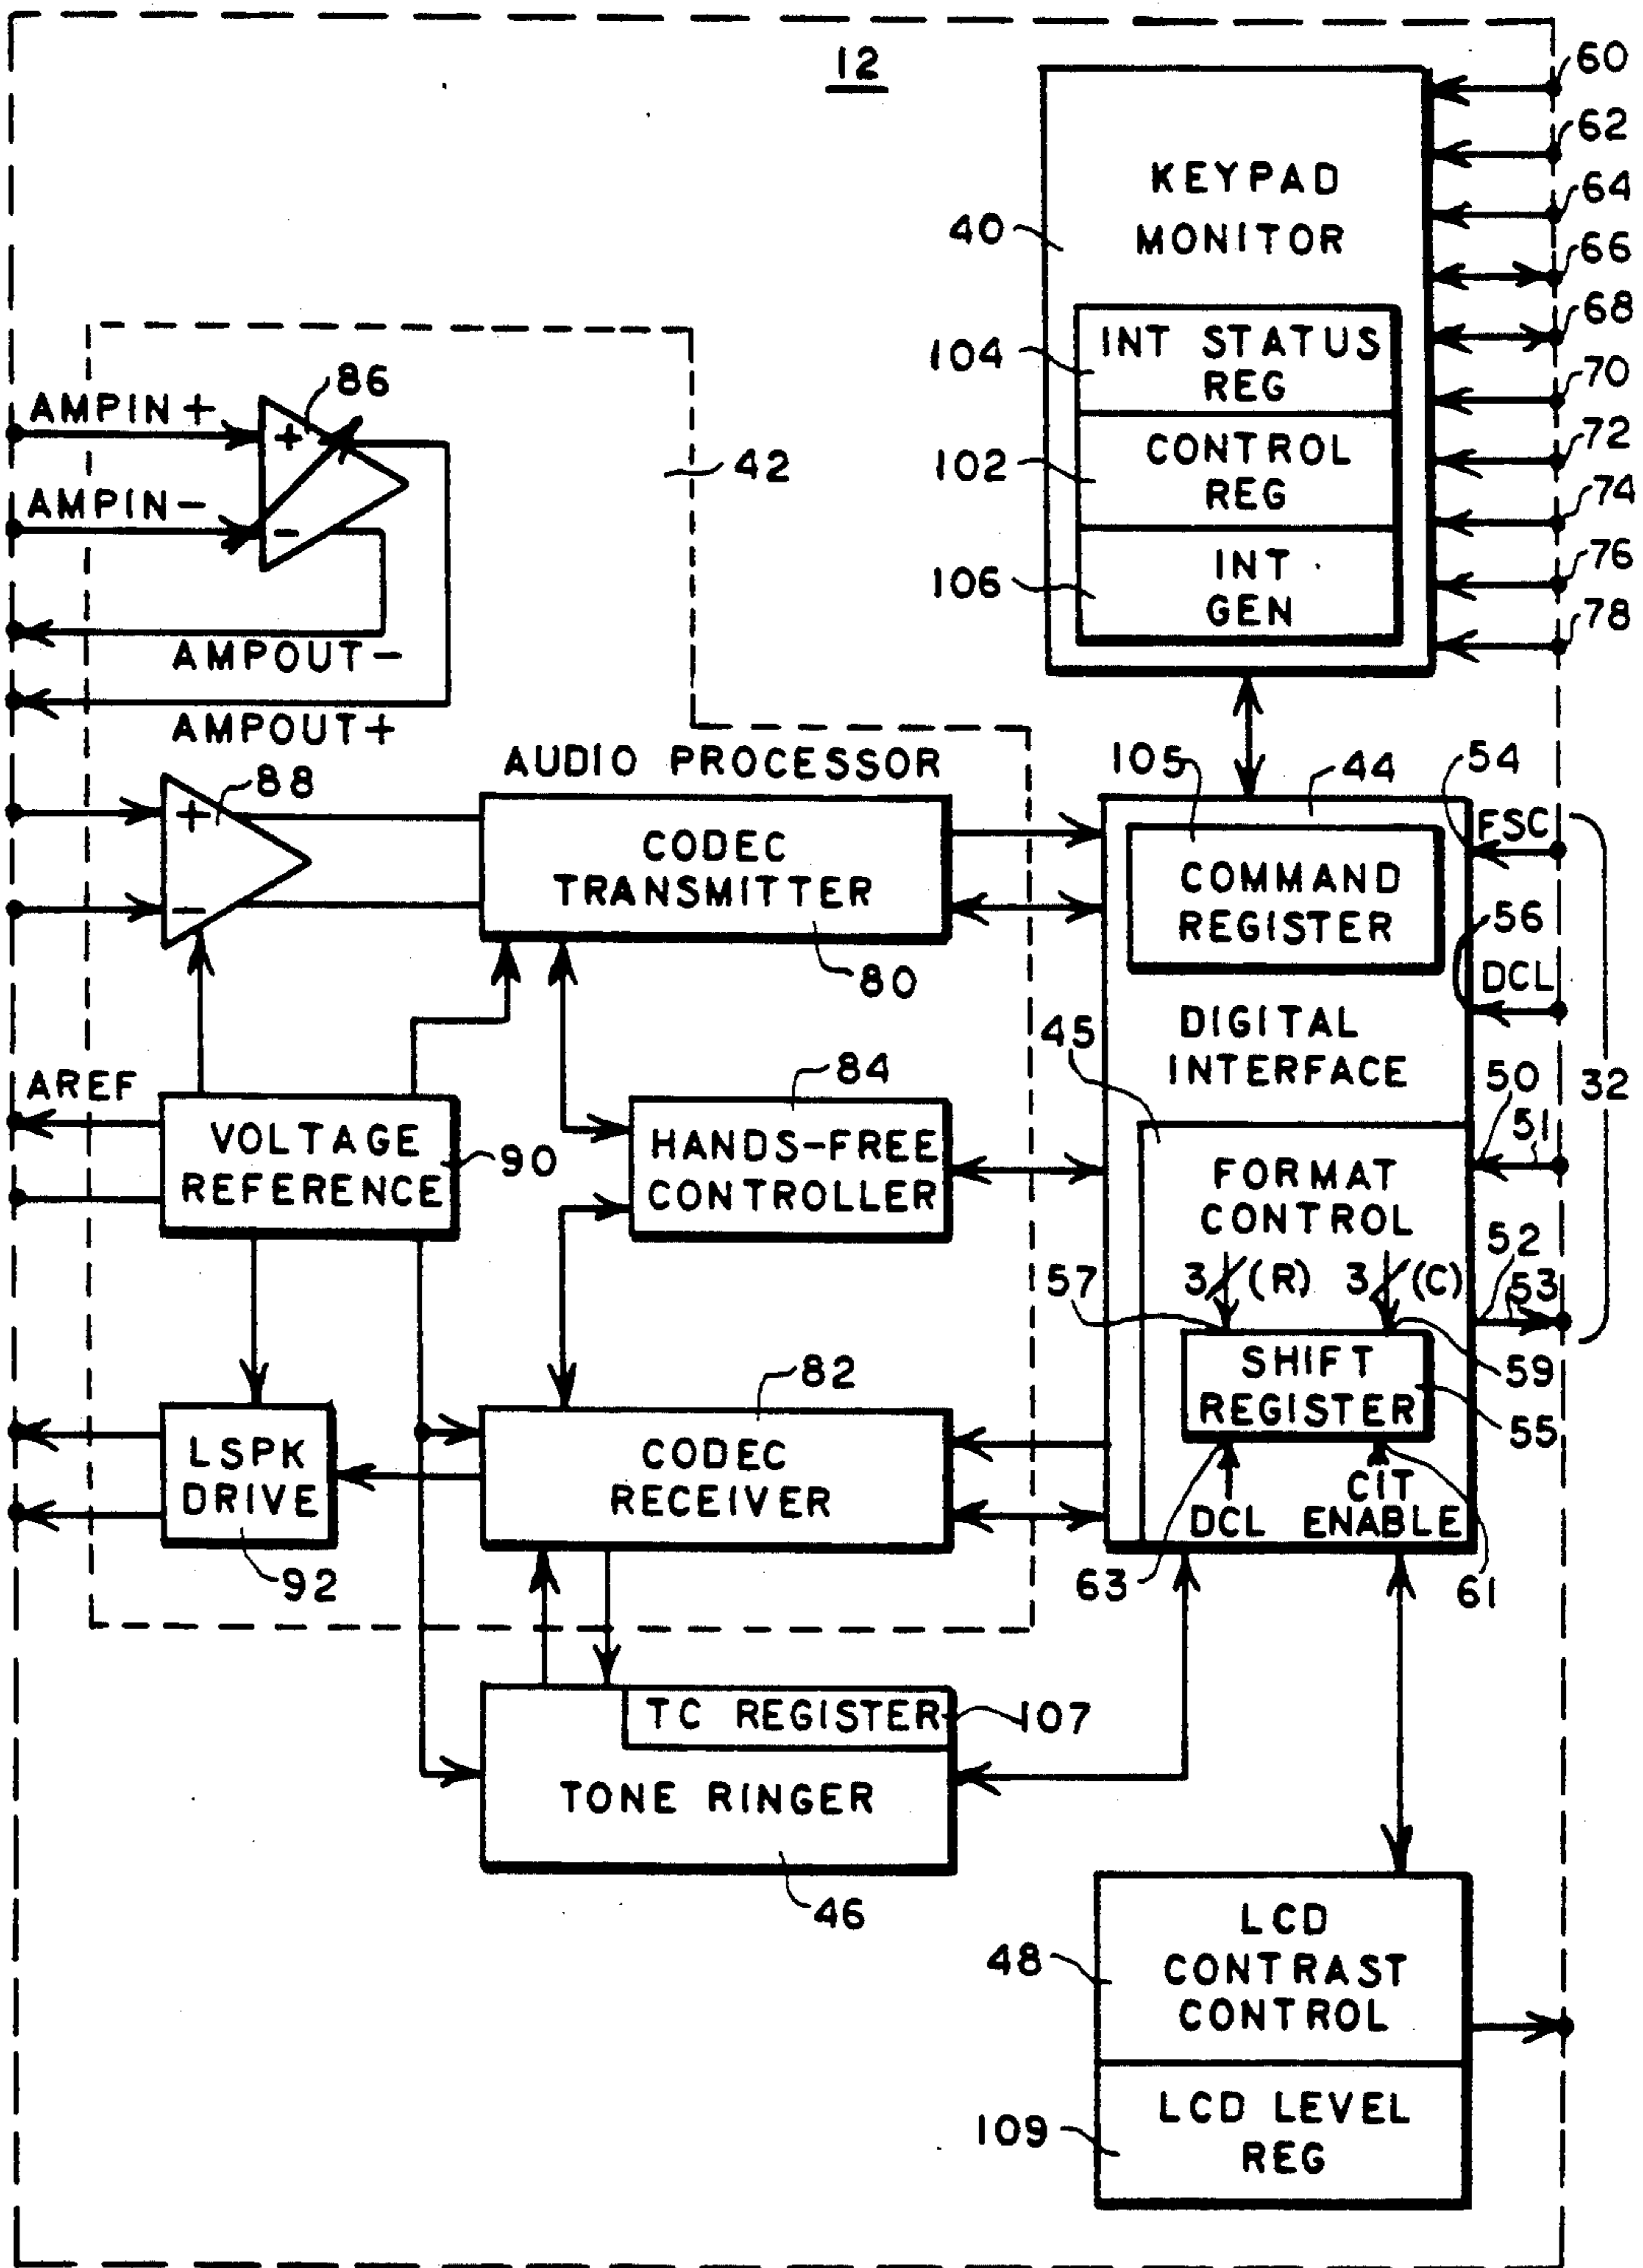 12
60
62
KEYPAD
MONITOR
64
40
66
68
104
INT STATUS
REG
70
86
AMPIN+
72
102
CONTROL
REG
42
74
AMPIN-
76
106
INT
GEN
78
AMPOUT-
AMPOUT+
AUDIO PROCESSOR
105
44
54
88
+
-
+
-
FSC
CODEC
TRANSMITTER
COMMAND
REGISTER
56
80
DCL
DIGITAL
INTERFACE
45
84
AREF
50
32
51
VOLTAGE
REFERENCE
90
HANDS-FREE
CONTROLLER
FORMAT
CONTROL
52
57
3 (R)
3 (C)
53
82
SHIFT
REGISTER
59
55
LSPK
DRIVE
CODEC
RECEIVER
CIT
DCL ENABLE
92
63
61
TC REGISTER
107
TONE RINGER
46
LCD
CONTRAST
CONTROL
48
LCD LEVEL
REG
109